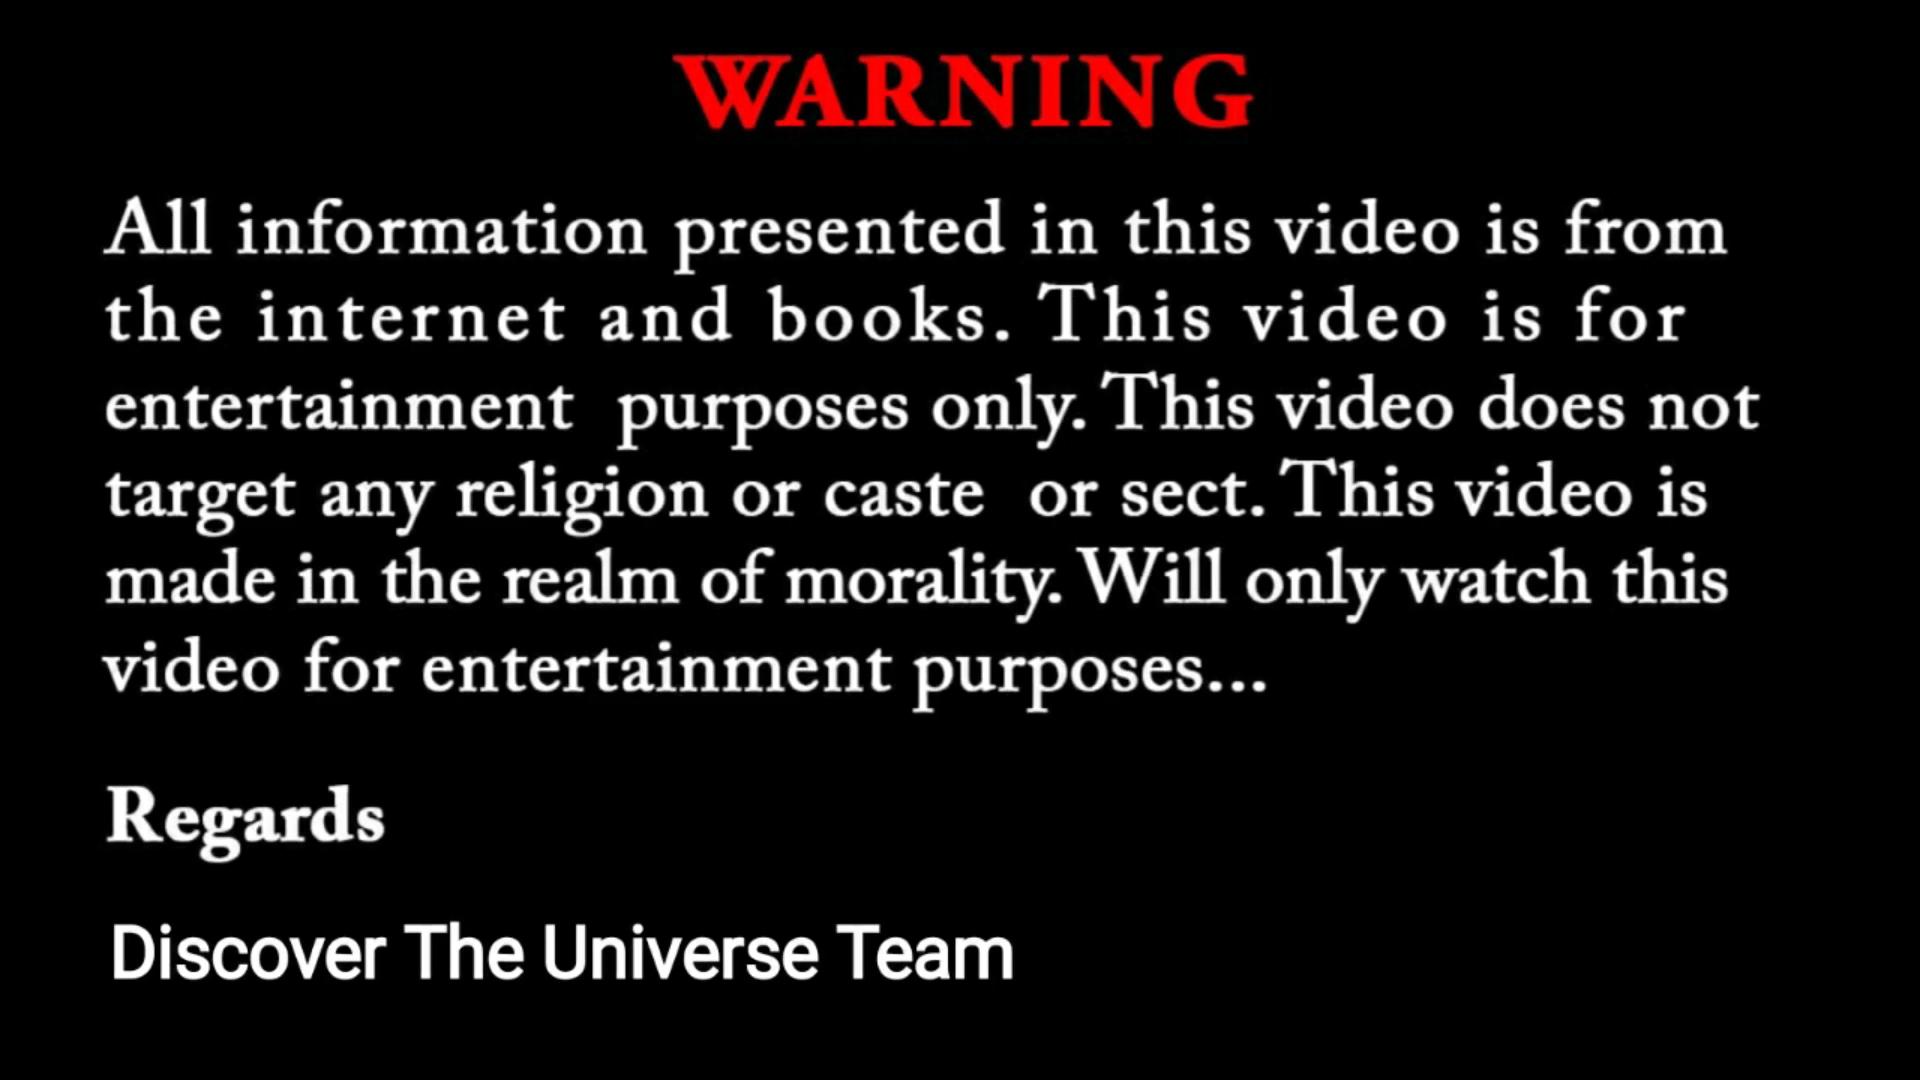 WARNING
All information presented in this video is from
the internet and books. This video is for
entertainment purposes only. This video does not
target any religion or caste or sect. This video is
made in the realm of morality. Will only watch this
video for entertainment purposes...
Regards
Discover The Universe Team